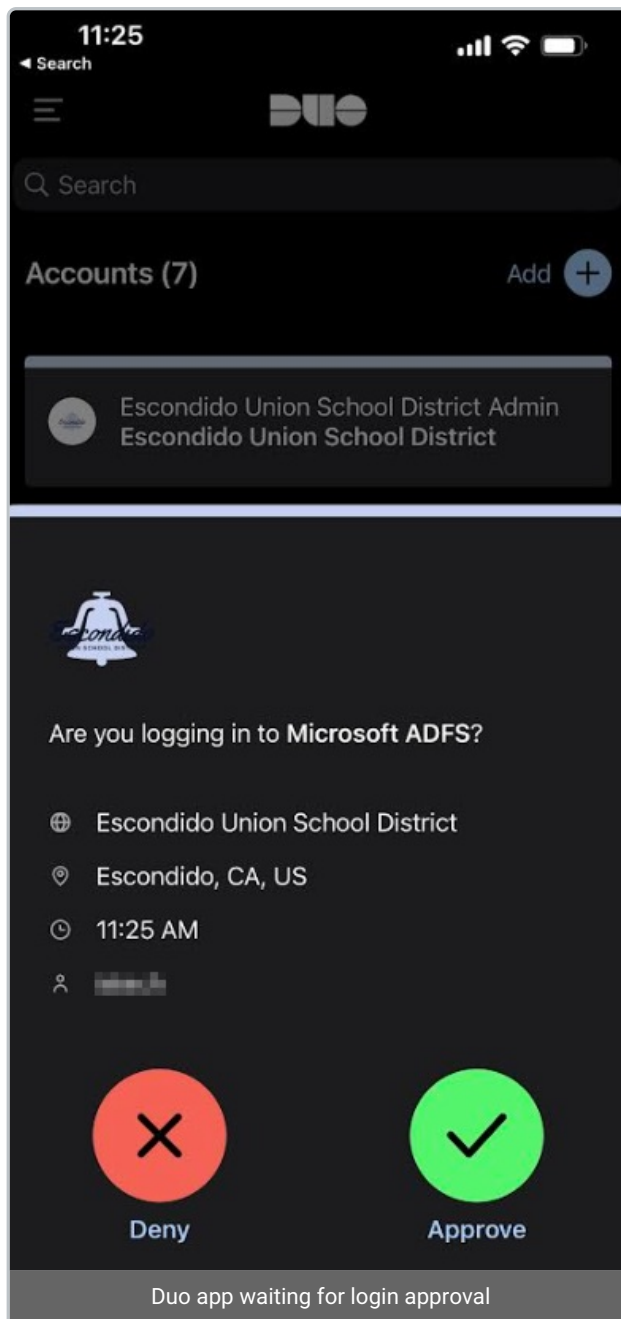 11:25
◀ Search
DUO
Search
Accounts (7)
Add +
Escondido Union School District Admin
Escondido Union School District
Escondido
SCHOOL
Are you logging in to Microsoft ADFS?
Escondido Union School District
Escondido, CA, US
11:25 AM
Deny
Approve
Duo app waiting for login approval